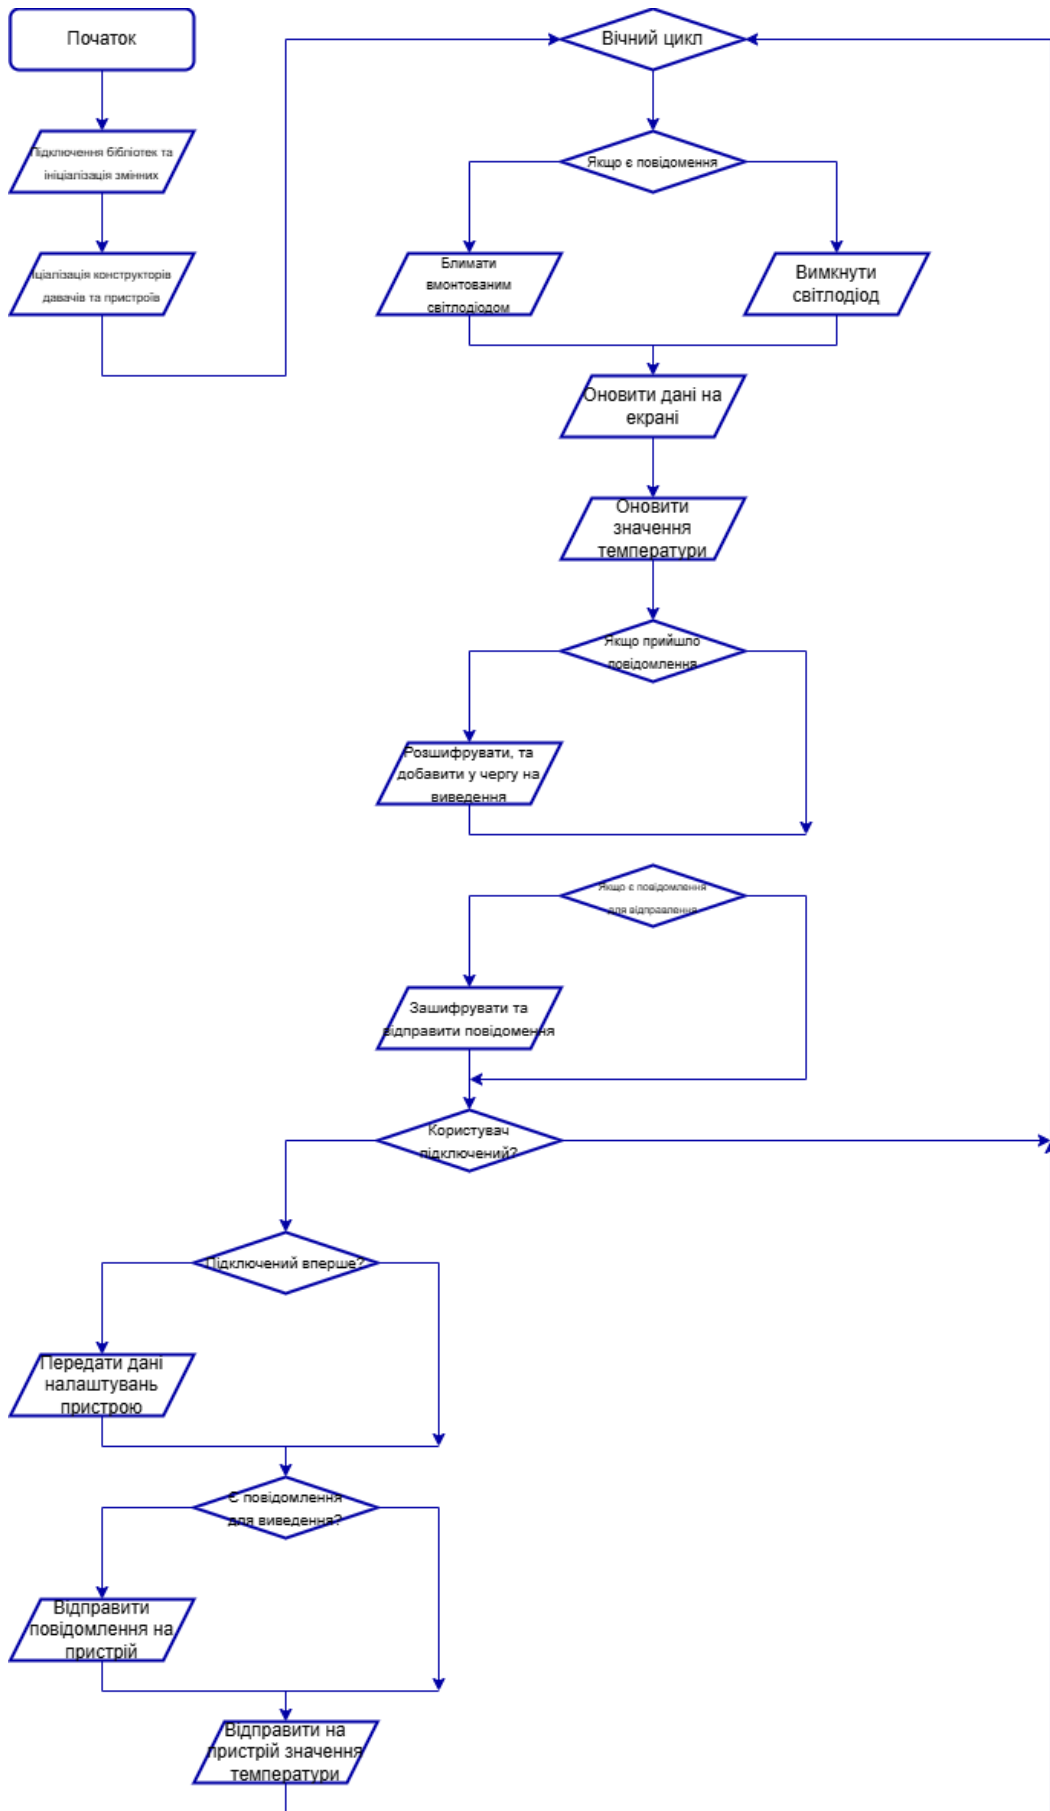 Початок
Підключення бібліотек та
ініціалізація змінних
іціалізація конструкторів
давачів та пристроїв
Вічний цикл
Якщо є повідомення
Блимати
вмонтованим
світлодіодом
Вимкнути
світлодіод
Оновити дані на
екрані
Оновити
значення
температури
Якщо прийшло
повідомлення
Розшифрувати, та
добавити у чергу на
виведення
Якщо є повідомлення
для відправлення
Зашифрувати та
відправити повідомення
Користувач
підключений?
Підключений вперше?
Передати дані
налаштувань
пристрою
Є повідомлення
для виведення?
Відправити
повідомлення на
пристрій
Відправити на
пристрій значення
температури